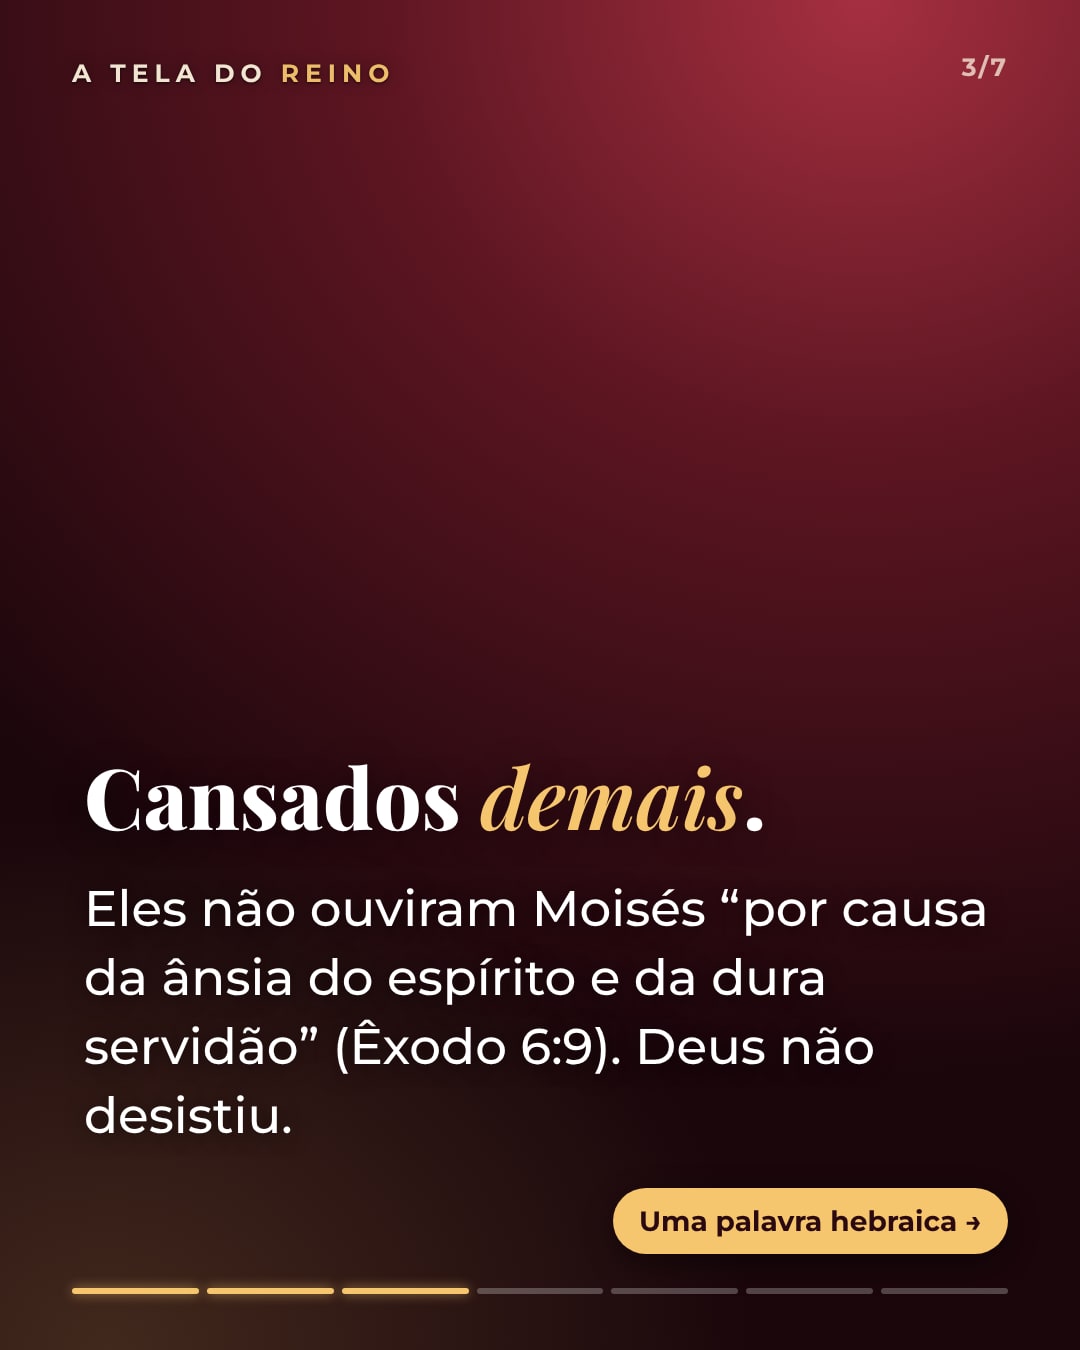 A TELA DO REINO
3/7
Cansados demais.
Eles não ouviram Moisés “por causa
da ânsia do espírito e da dura
servidão” (Êxodo 6:9). Deus não
desistiu.
Uma palavra hebraica →